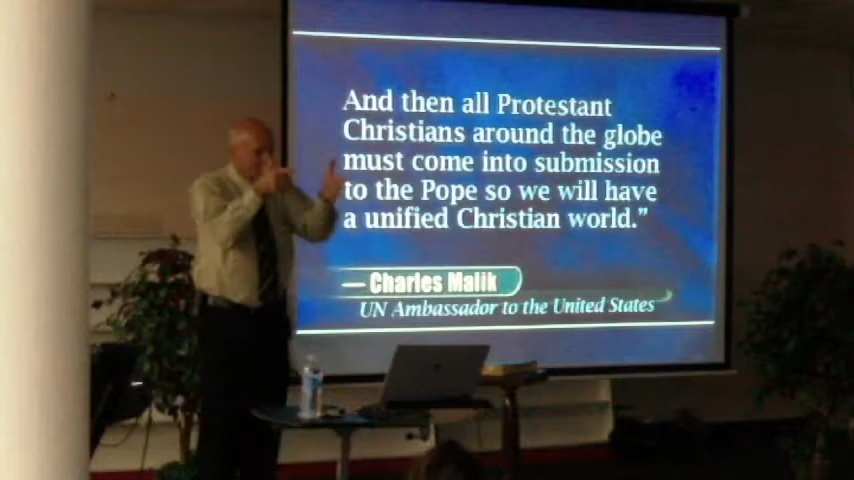 And then all Protestant
Christians around the globe
must come into submission
to the Pope so we will have
a unified Christian world.”
— Charles Malik
UN Ambassador to the United States